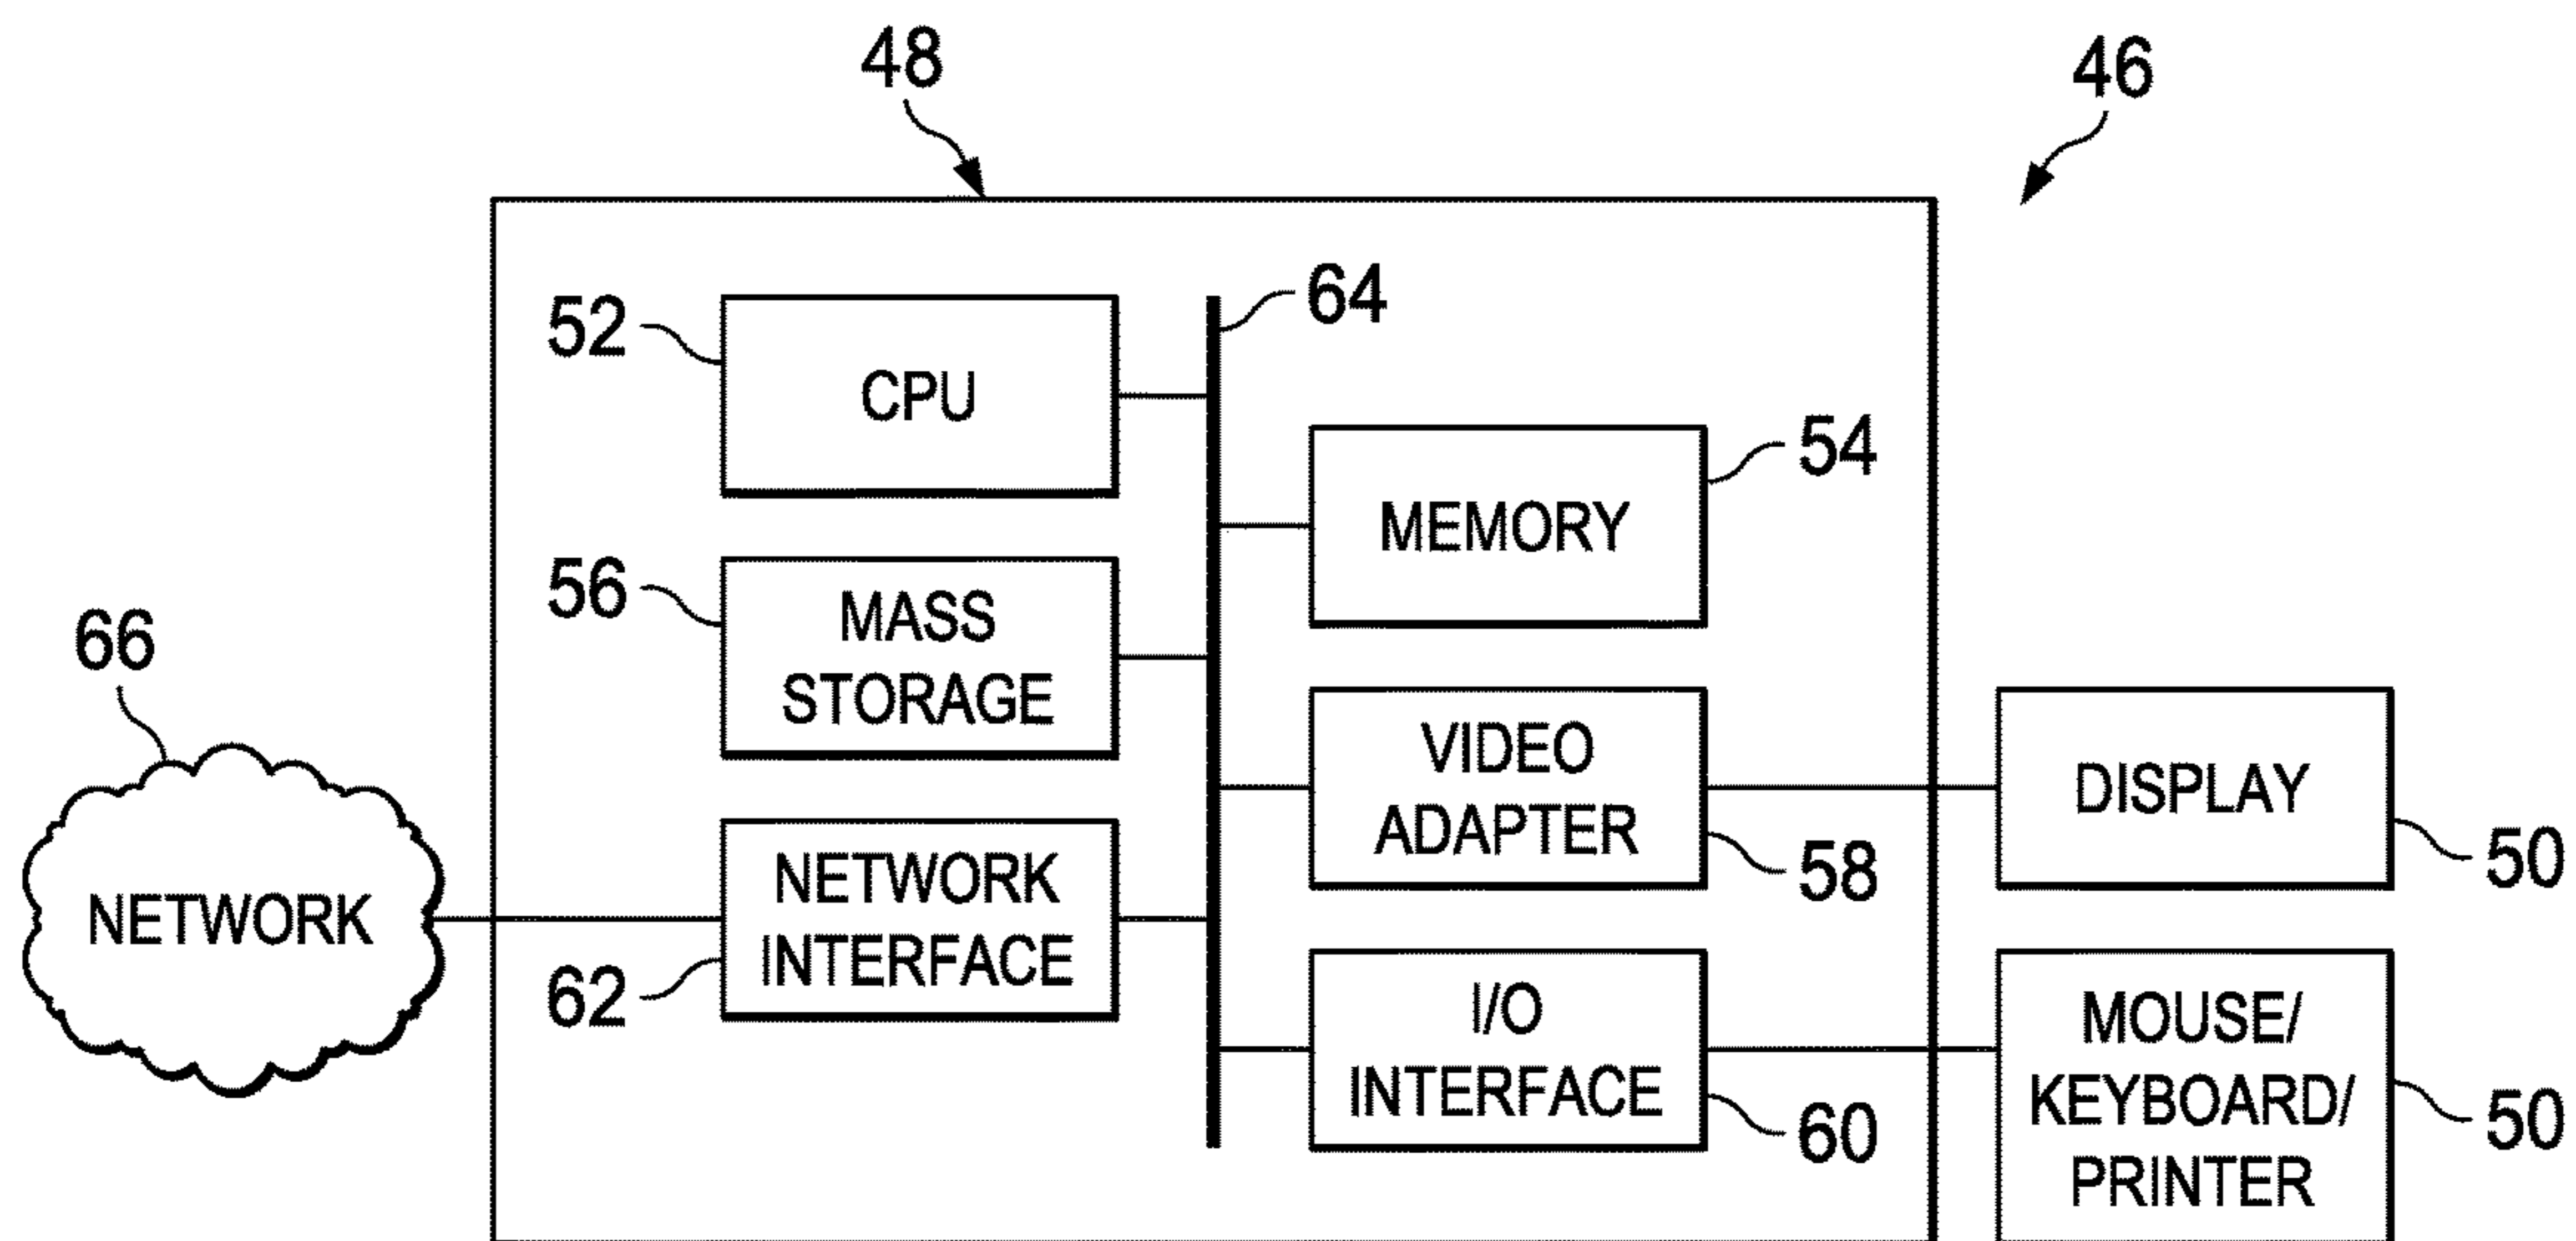 48
46
52
CPU
64
54
MEMORY
56
MASS
STORAGE
66
NETWORK
VIDEO
ADAPTER
58
DISPLAY
50
NETWORK
INTERFACE
62
I/O
INTERFACE
60
MOUSE/
KEYBOARD/
PRINTER
50